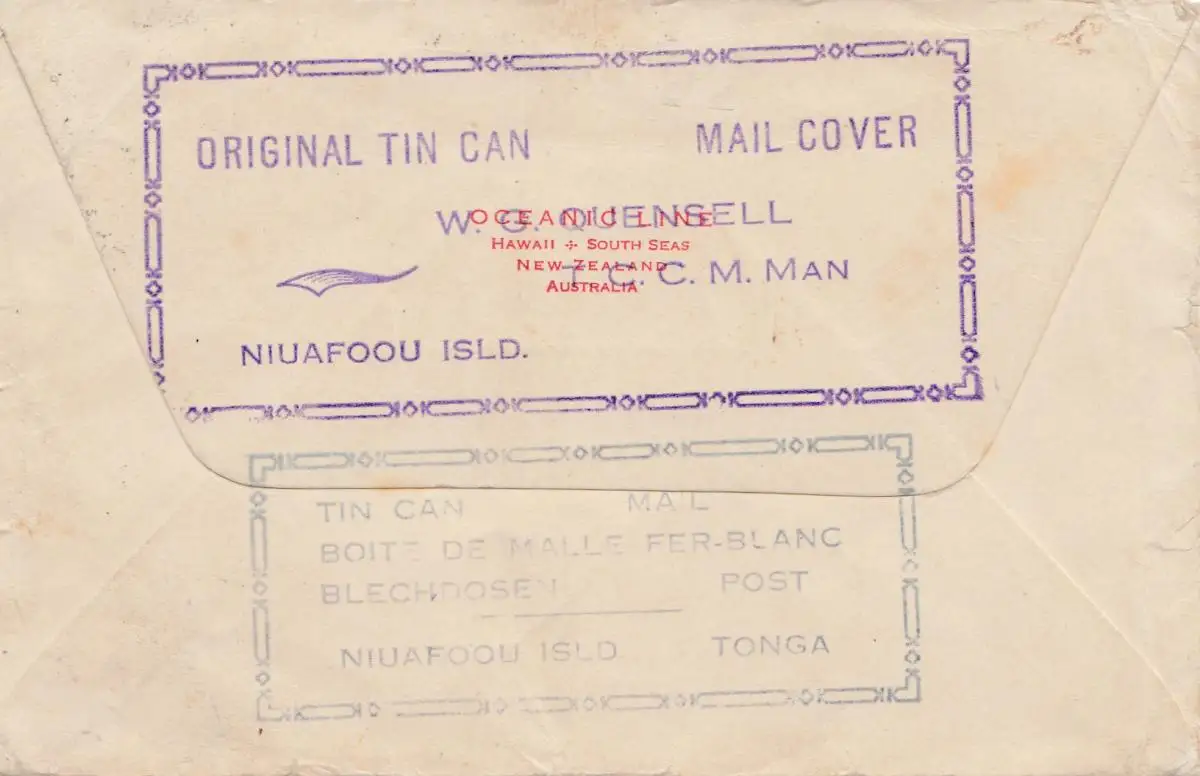 ORIGINAL TIN CAN MAIL COVER
W. G. QUENSELL
OCEANIC LINE
HAWAII ÷ SOUTH SEAS
NEW ZEALAND
T. C. C. M. MAN
AUSTRALIA
NIUAFOOU ISLD.
TIN CAN MAIL
BOITE DE MALLE FER-BLANC
BLECHDOSEN POST
NIUAFOOU ISLD TONGA